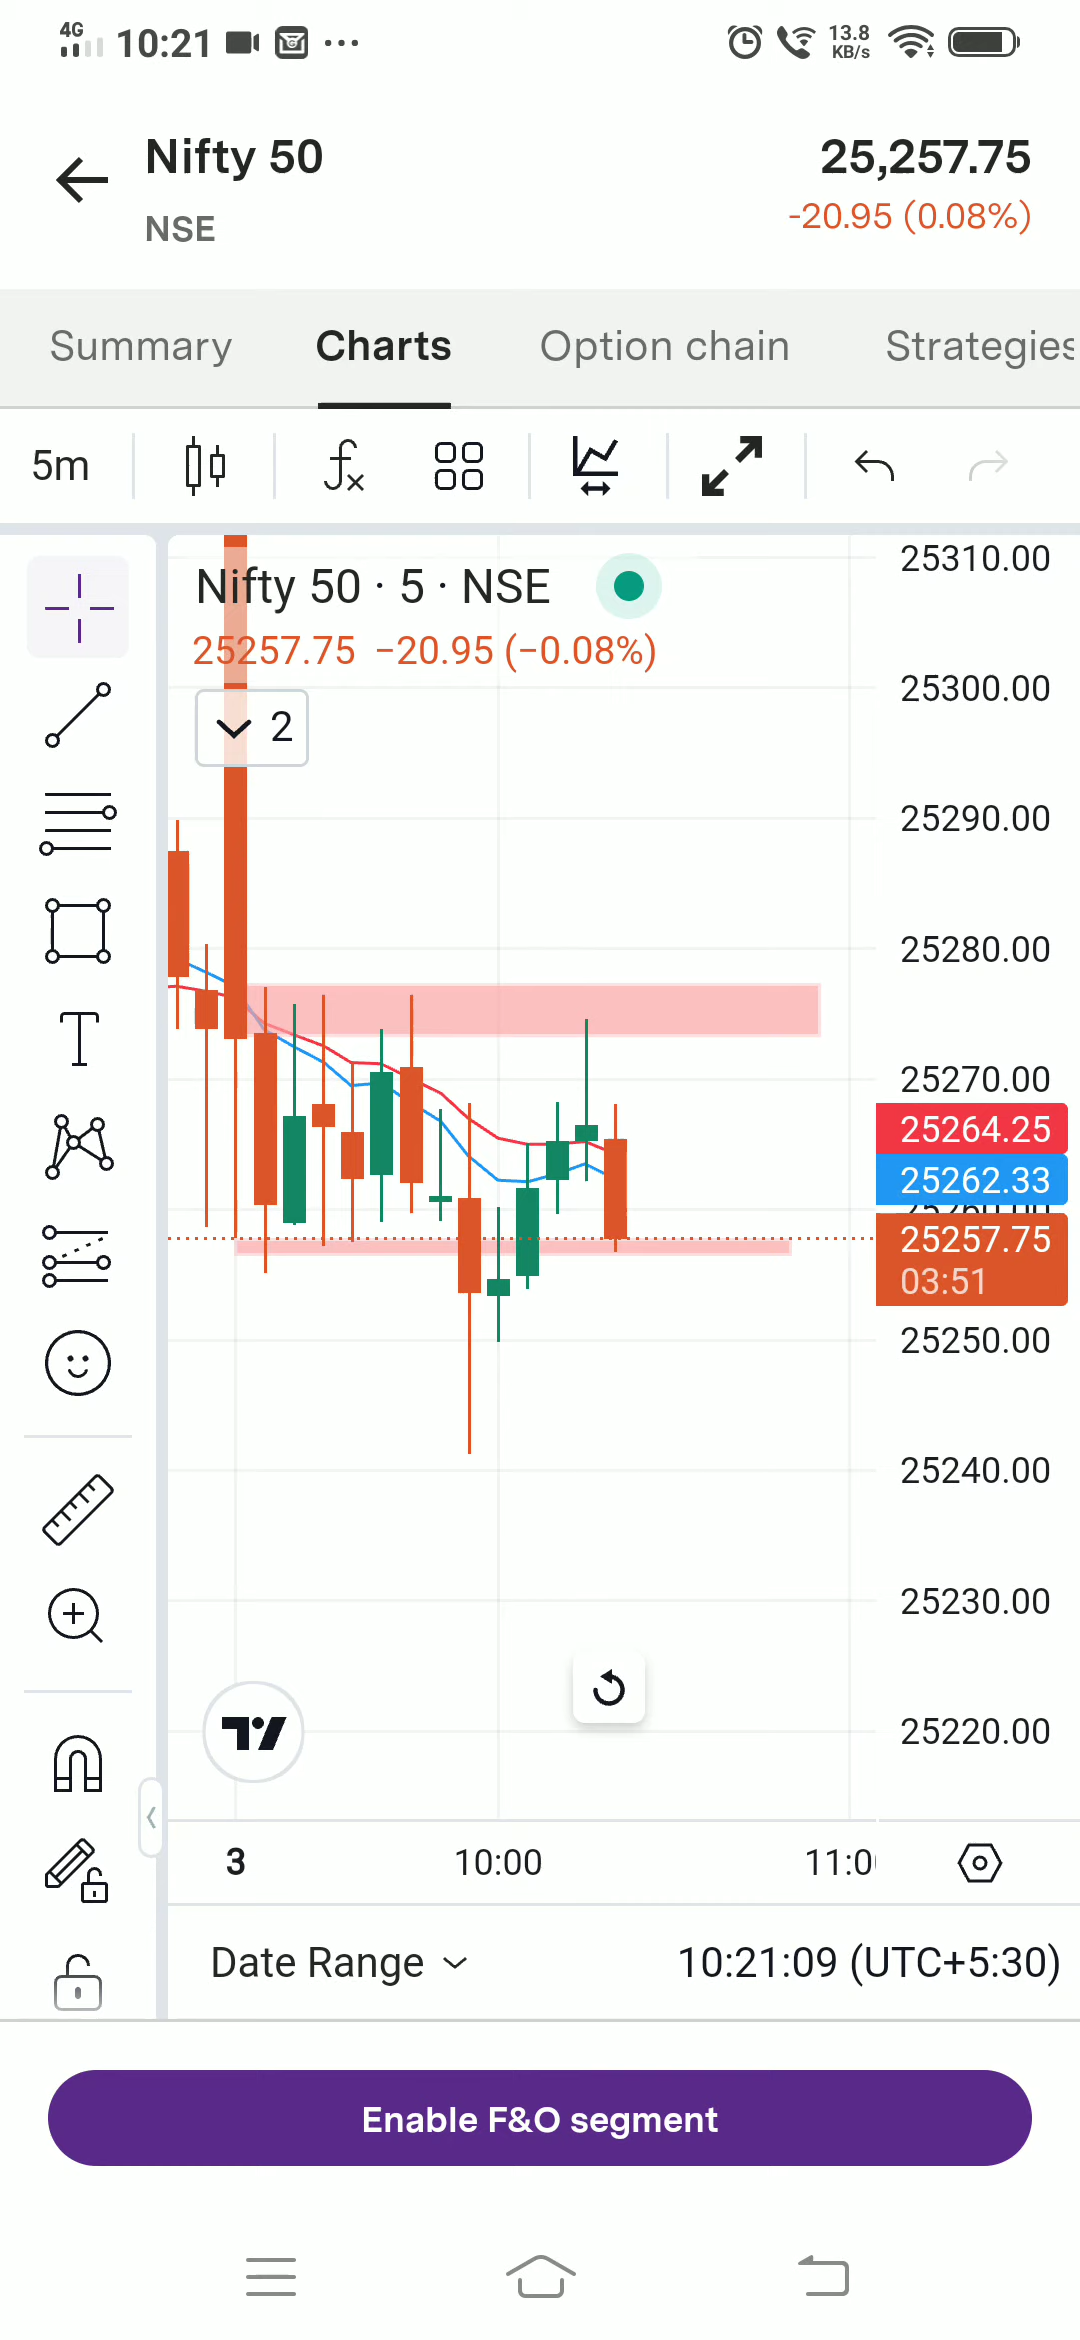 4G 10:21 ... 13.8 KB/s
Nifty 50 25,257.75
NSE -20.95 (0.08%)
Summary Charts Option chain Strategies
5m
Nifty 50 · 5 · NSE
25257.75 −20.95 (−0.08%)
2
25310.00
25300.00
25290.00
25280.00
25270.00
25264.25
25262.33
25257.75
03:51
25250.00
25240.00
25230.00
25220.00
3 10:00
Date Range 10:21:09 (UTC+5:30)
Enable F&O segment